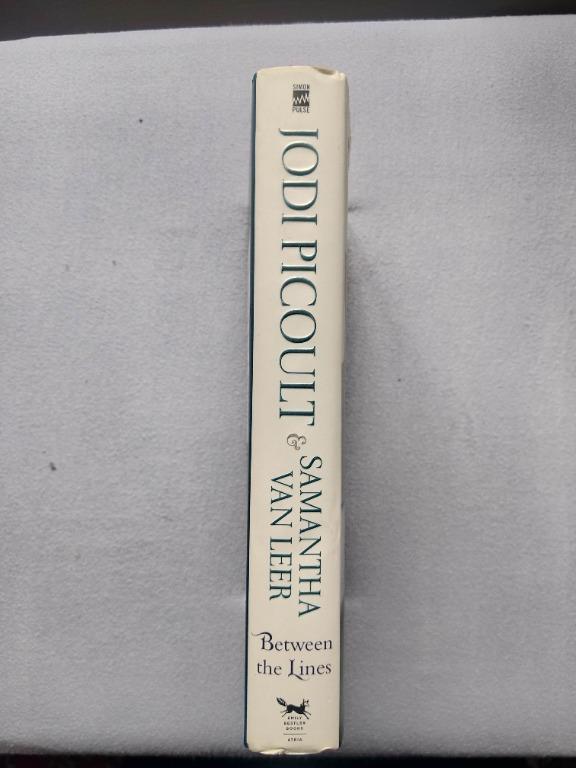 SIMON
PULSE
JODI PICOULT
&
SAMANTHA
VAN LEER
Between
the Lines
EMILY
BESTLER
BOOKS
ATRIA